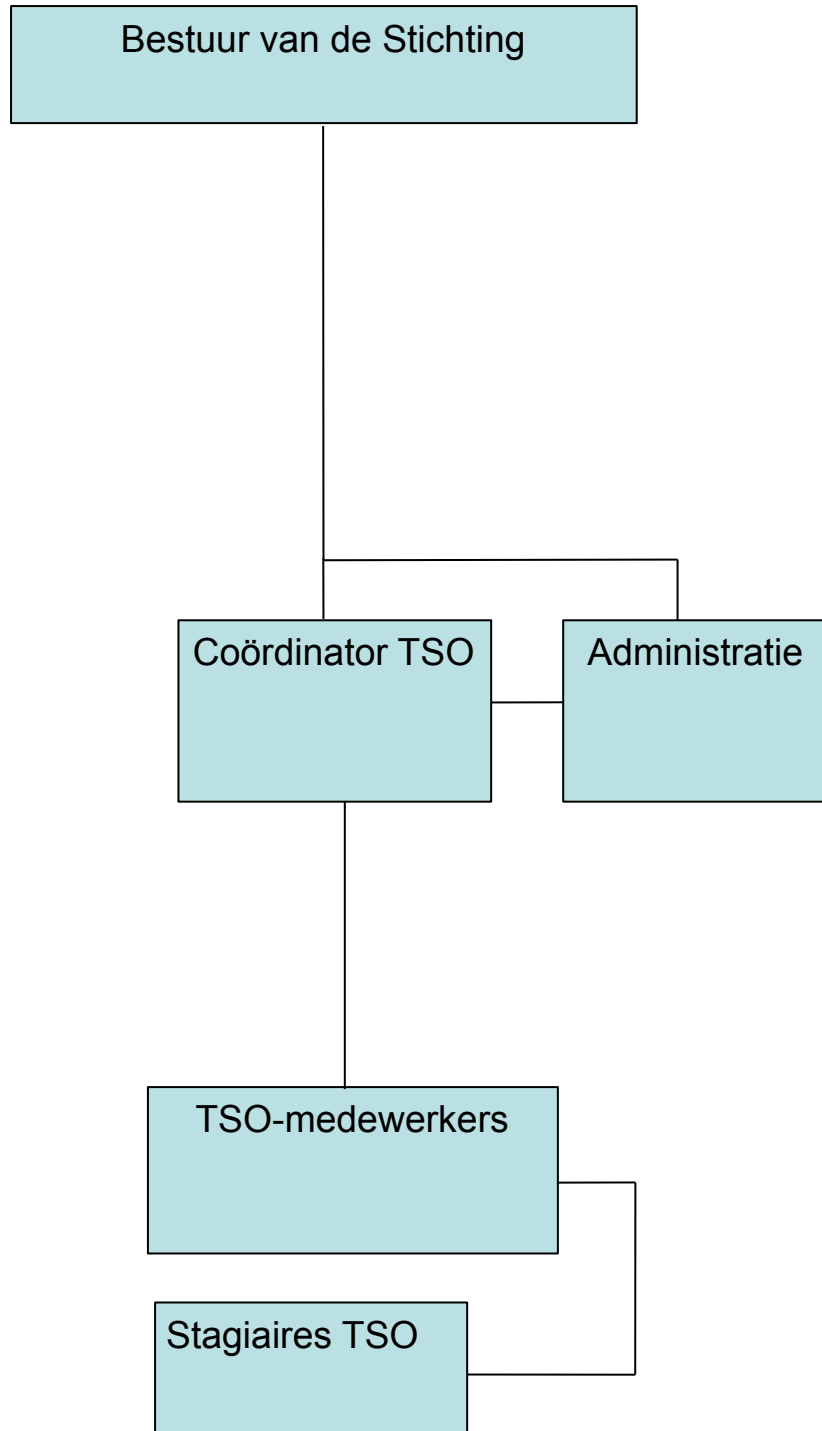 Bestuur van de Stichting
Coördinator TSO
Administratie
TSO-medewerkers
Stagiaires TSO